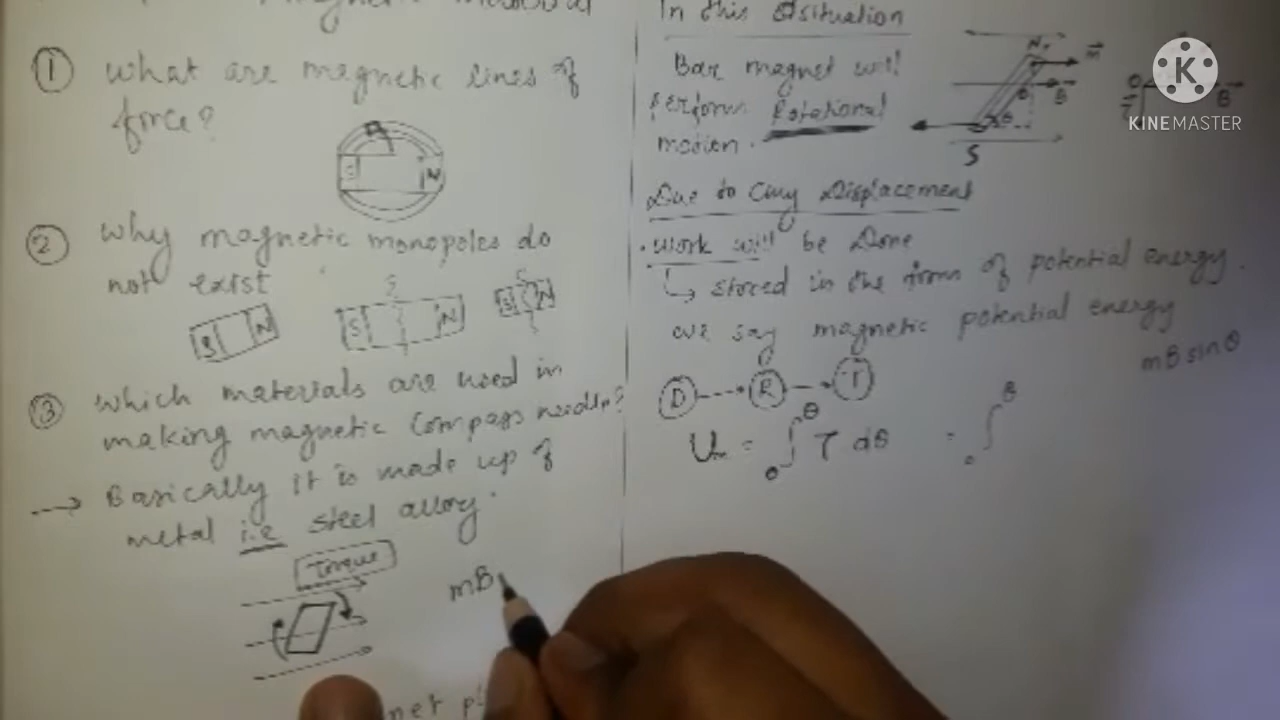 Magnetic
① What are magnetic lines of
force?
S N
② Why magnetic monopoles do
not exist
S N
S N
S N
③ Which materials are used in
making magnetic compass
→ Basically it is made up of
metal i.e steel alloy.
Torque
mB
In this situation
Bar magnet will
perform Rotational
motion.
S
θ
B
Due to any Displacement
. Work will be Done
↳ stored in the form of potential energy.
we say magnetic potential energy
mB sinθ
D → R → T
Um = ∫₀^θ τ dθ = ∫₀^θ
K
KINEMASTER